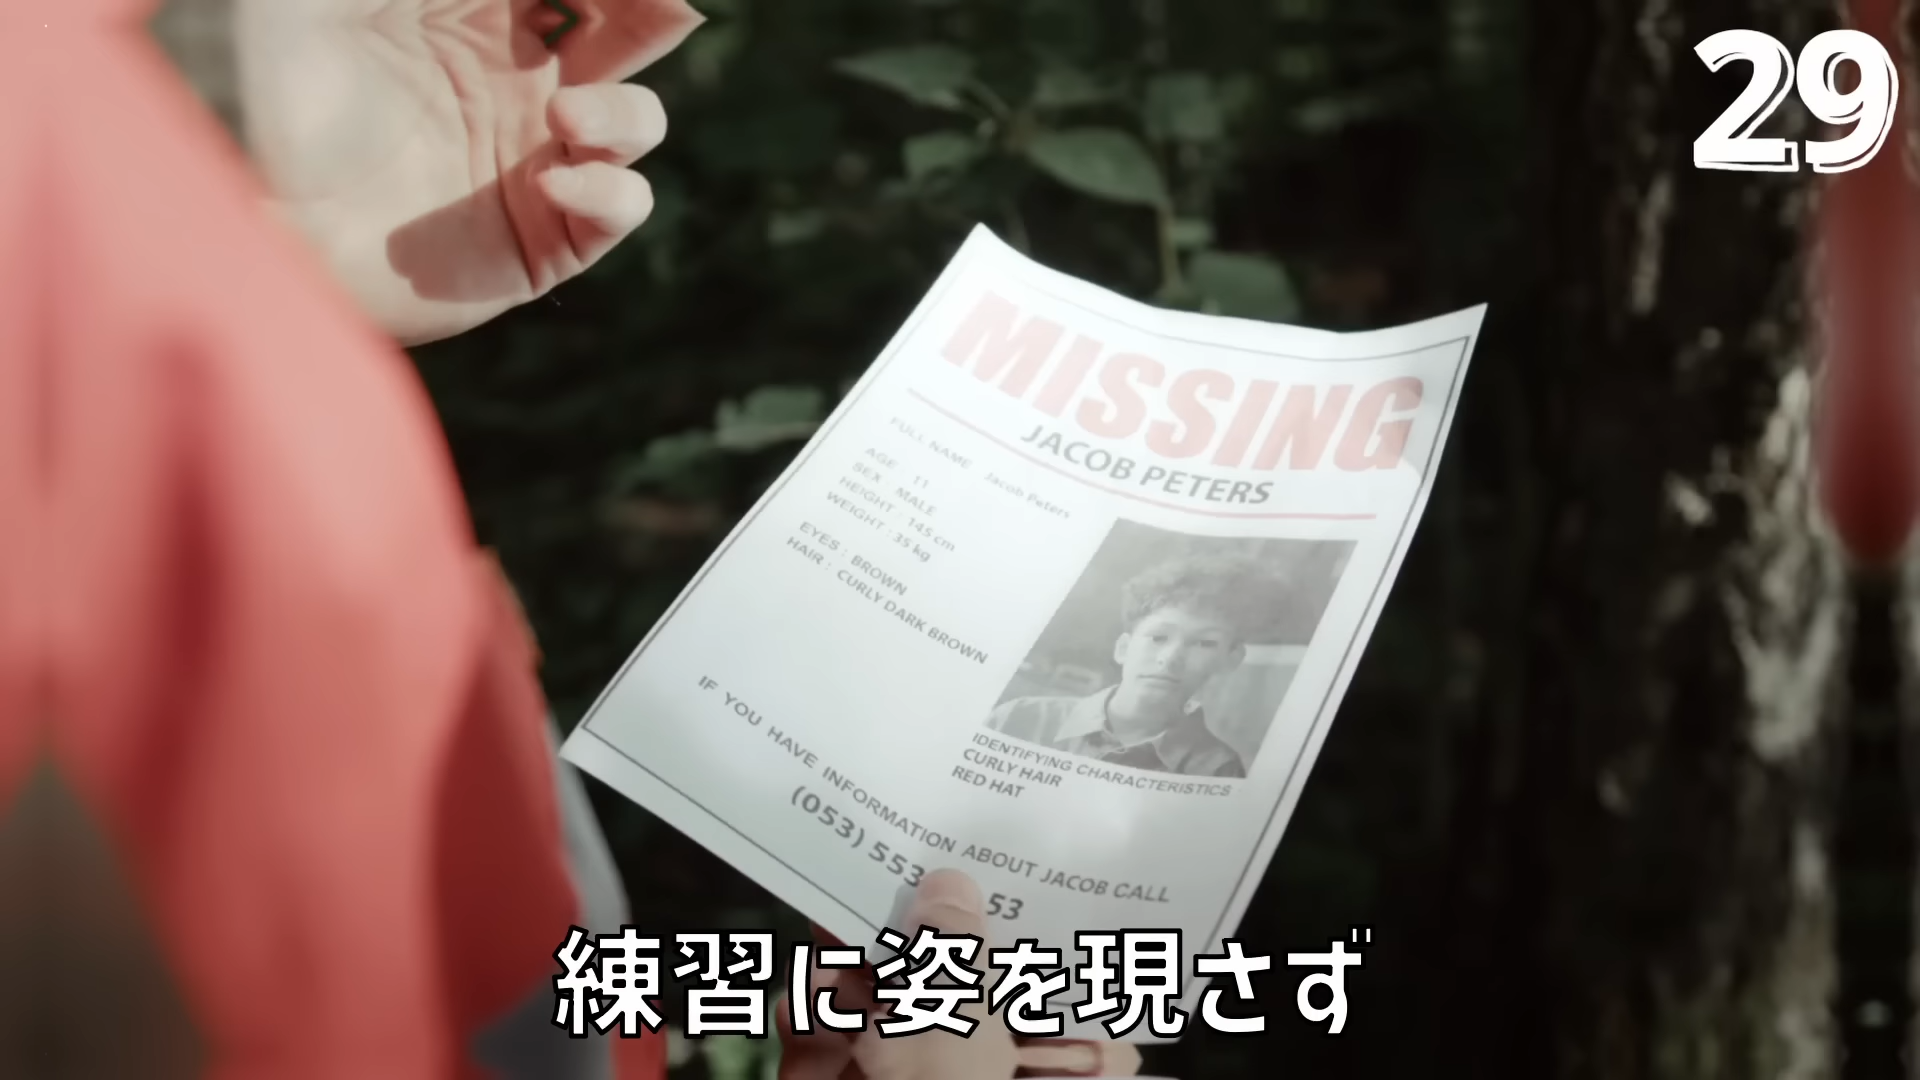 29
MISSING
JACOB PETERS
FULL NAME Jacob Peters
AGE 11
SEX MALE
HEIGHT : 145 cm
WEIGHT : 35 kg
EYES : BROWN
HAIR : CURLY DARK BROWN
IDENTIFYING CHARACTERISTICS
CURLY HAIR
RED HAT
IF YOU HAVE INFORMATION ABOUT JACOB CALL
(053) 553 53
練習に姿を現さず